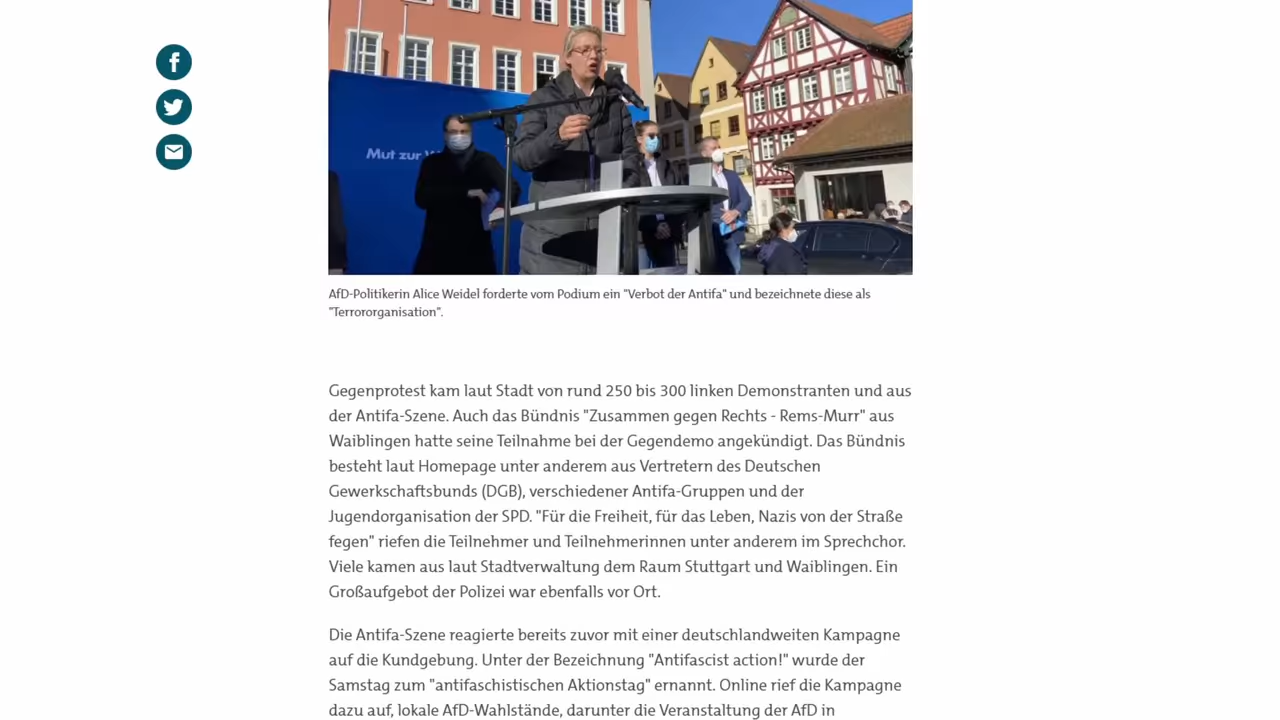 Mut zur
AfD-Politikerin Alice Weidel forderte vom Podium ein "Verbot der Antifa" und bezeichnete diese als
"Terrororganisation".
Gegenprotest kam laut Stadt von rund 250 bis 300 linken Demonstranten und aus
der Antifa-Szene. Auch das Bündnis "Zusammen gegen Rechts - Rems-Murr" aus
Waiblingen hatte seine Teilnahme bei der Gegendemo angekündigt. Das Bündnis
besteht laut Homepage unter anderem aus Vertretern des Deutschen
Gewerkschaftsbunds (DGB), verschiedener Antifa-Gruppen und der
Jugendorganisation der SPD. "Für die Freiheit, für das Leben, Nazis von der Straße
fegen" riefen die Teilnehmer und Teilnehmerinnen unter anderem im Sprechchor.
Viele kamen aus laut Stadtverwaltung dem Raum Stuttgart und Waiblingen. Ein
Großaufgebot der Polizei war ebenfalls vor Ort.
Die Antifa-Szene reagierte bereits zuvor mit einer deutschlandweiten Kampagne
auf die Kundgebung. Unter der Bezeichnung "Antifascist action!" wurde der
Samstag zum "antifaschistischen Aktionstag" ernannt. Online rief die Kampagne
dazu auf, lokale AfD-Wahlstände, darunter die Veranstaltung der AfD in